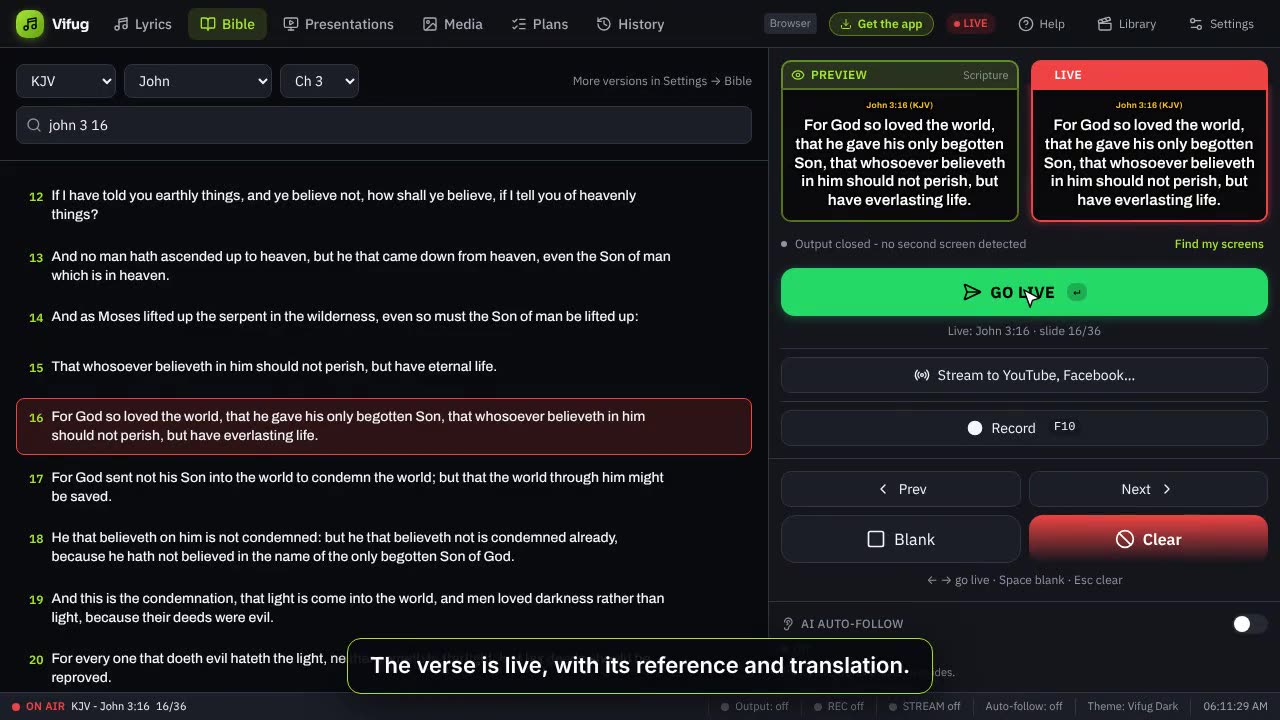 Vifug Lyrics Bible Presentations Media Plans History Browser Get the app LIVE Help Library Settings
KJV John Ch 3 More versions in Settings → Bible
john 3 16
12 If I have told you earthly things, and ye believe not, how shall ye believe, if I tell you of heavenly
things?
13 And no man hath ascended up to heaven, but he that came down from heaven, even the Son of man
which is in heaven.
14 And as Moses lifted up the serpent in the wilderness, even so must the Son of man be lifted up:
15 That whosoever believeth in him should not perish, but have eternal life.
16 For God so loved the world, that he gave his only begotten Son, that whosoever believeth in him
should not perish, but have everlasting life.
17 For God sent not his Son into the world to condemn the world; but that the world through him might
be saved.
18 He that believeth on him is not condemned: but he that believeth not is condemned already,
because he hath not believed in the name of the only begotten Son of God.
19 And this is the condemnation, that light is come into the world, and men loved darkness rather than
light, because their deeds were evil.
20 For every one that doeth evil hateth the light,
reproved.
PREVIEW Scripture
John 3:16 (KJV)
For God so loved the world,
that he gave his only begotten
Son, that whosoever believeth
in him should not perish, but
have everlasting life.
LIVE
John 3:16 (KJV)
For God so loved the world,
that he gave his only begotten
Son, that whosoever believeth
in him should not perish, but
have everlasting life.
Output closed - no second screen detected Find my screens
GO LIVE ↵
Live: John 3:16 · slide 16/36
Stream to YouTube, Facebook...
Record F10
Prev Next
Blank Clear
← → go live · Space blank · Esc clear
AI AUTO-FOLLOW
The verse is live, with its reference and translation.
ON AIR KJV - John 3:16 16/36 Output: off REC off STREAM off Auto-follow: off Theme: Vifug Dark 06:11:29 AM